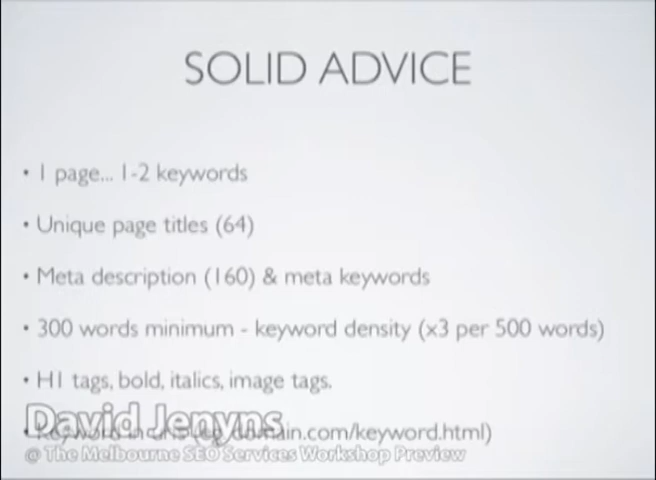 SOLID ADVICE
• 1 page... 1-2 keywords
• Unique page titles (64)
• Meta description (160) & meta keywords
• 300 words minimum - keyword density (x3 per 500 words)
• H1 tags, bold, italics, image tags.
David Jenyns
domain.com/keyword.html)
@ The Melbourne SEO Services Workshop Preview